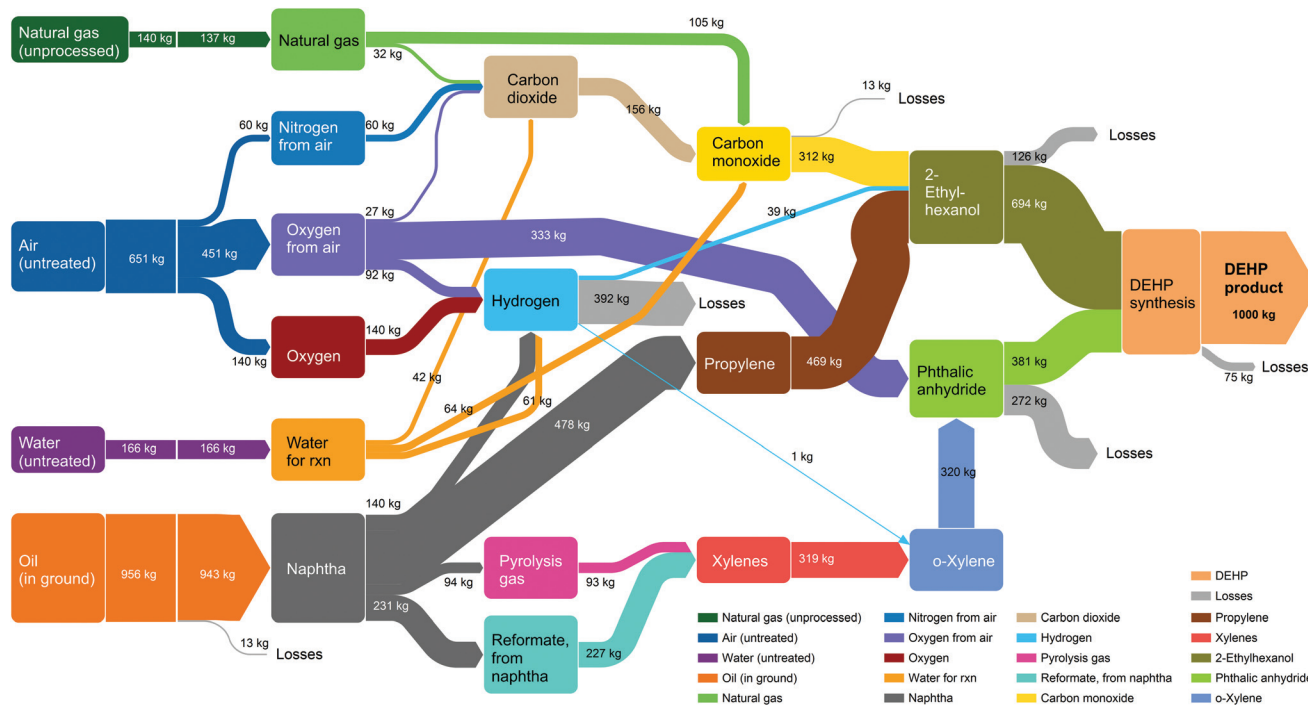 Natural gas
(unprocessed)
140 kg
137 kg
Natural gas
105 kg
32 kg
Carbon
dioxide
156 kg
13 kg
Losses
60 kg
Nitrogen
from air
60 kg
Carbon
monoxide
312 kg
126 kg
Losses
2-
Ethyl-
hexanol
694 kg
39 kg
27 kg
Air
(untreated)
651 kg
451 kg
Oxygen
from air
333 kg
92 kg
Hydrogen
392 kg
Losses
DEHP
synthesis
DEHP
product
1000 kg
140 kg
Oxygen
140 kg
Propylene
469 kg
Phthalic
anhydride
381 kg
75 kg
Losses
272 kg
Losses
42 kg
64 kg
61 kg
478 kg
Water
(untreated)
166 kg
166 kg
Water
for rxn
1 kg
320 kg
140 kg
Oil
(in ground)
956 kg
943 kg
Naphtha
94 kg
Pyrolysis
gas
93 kg
Xylenes
319 kg
o-Xylene
231 kg
13 kg
Losses
Reformate,
from
naphtha
227 kg
Natural gas (unprocessed)
Air (untreated)
Water (untreated)
Oil (in ground)
Natural gas
Nitrogen from air
Oxygen from air
Oxygen
Water for rxn
Naphtha
Carbon dioxide
Hydrogen
Pyrolysis gas
Reformate, from naphtha
Carbon monoxide
DEHP
Losses
Propylene
Xylenes
2-Ethylhexanol
Phthalic anhydride
o-Xylene